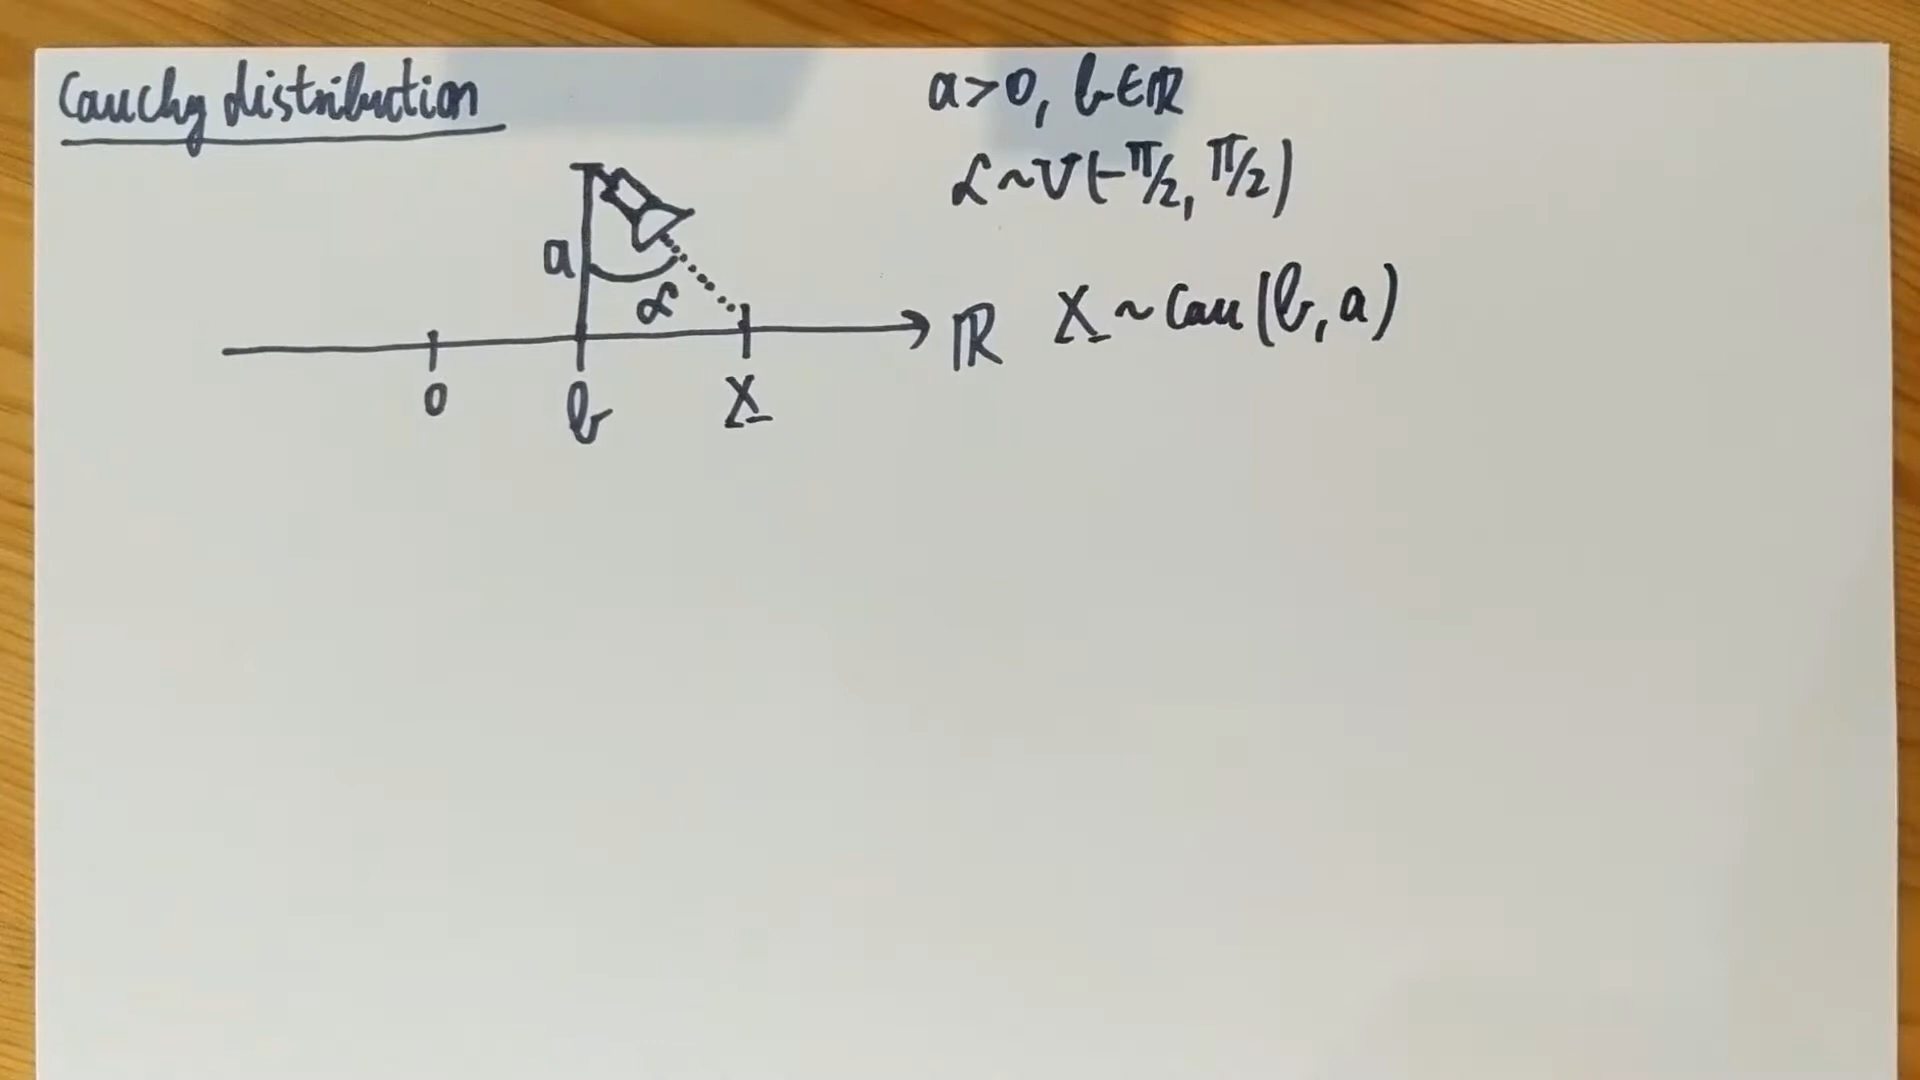 Cauchy distribution
a>0, b∈ℝ
α~U(-π/2, π/2)
a
α
ℝ
X ~ Cau(b, a)
0
b
X